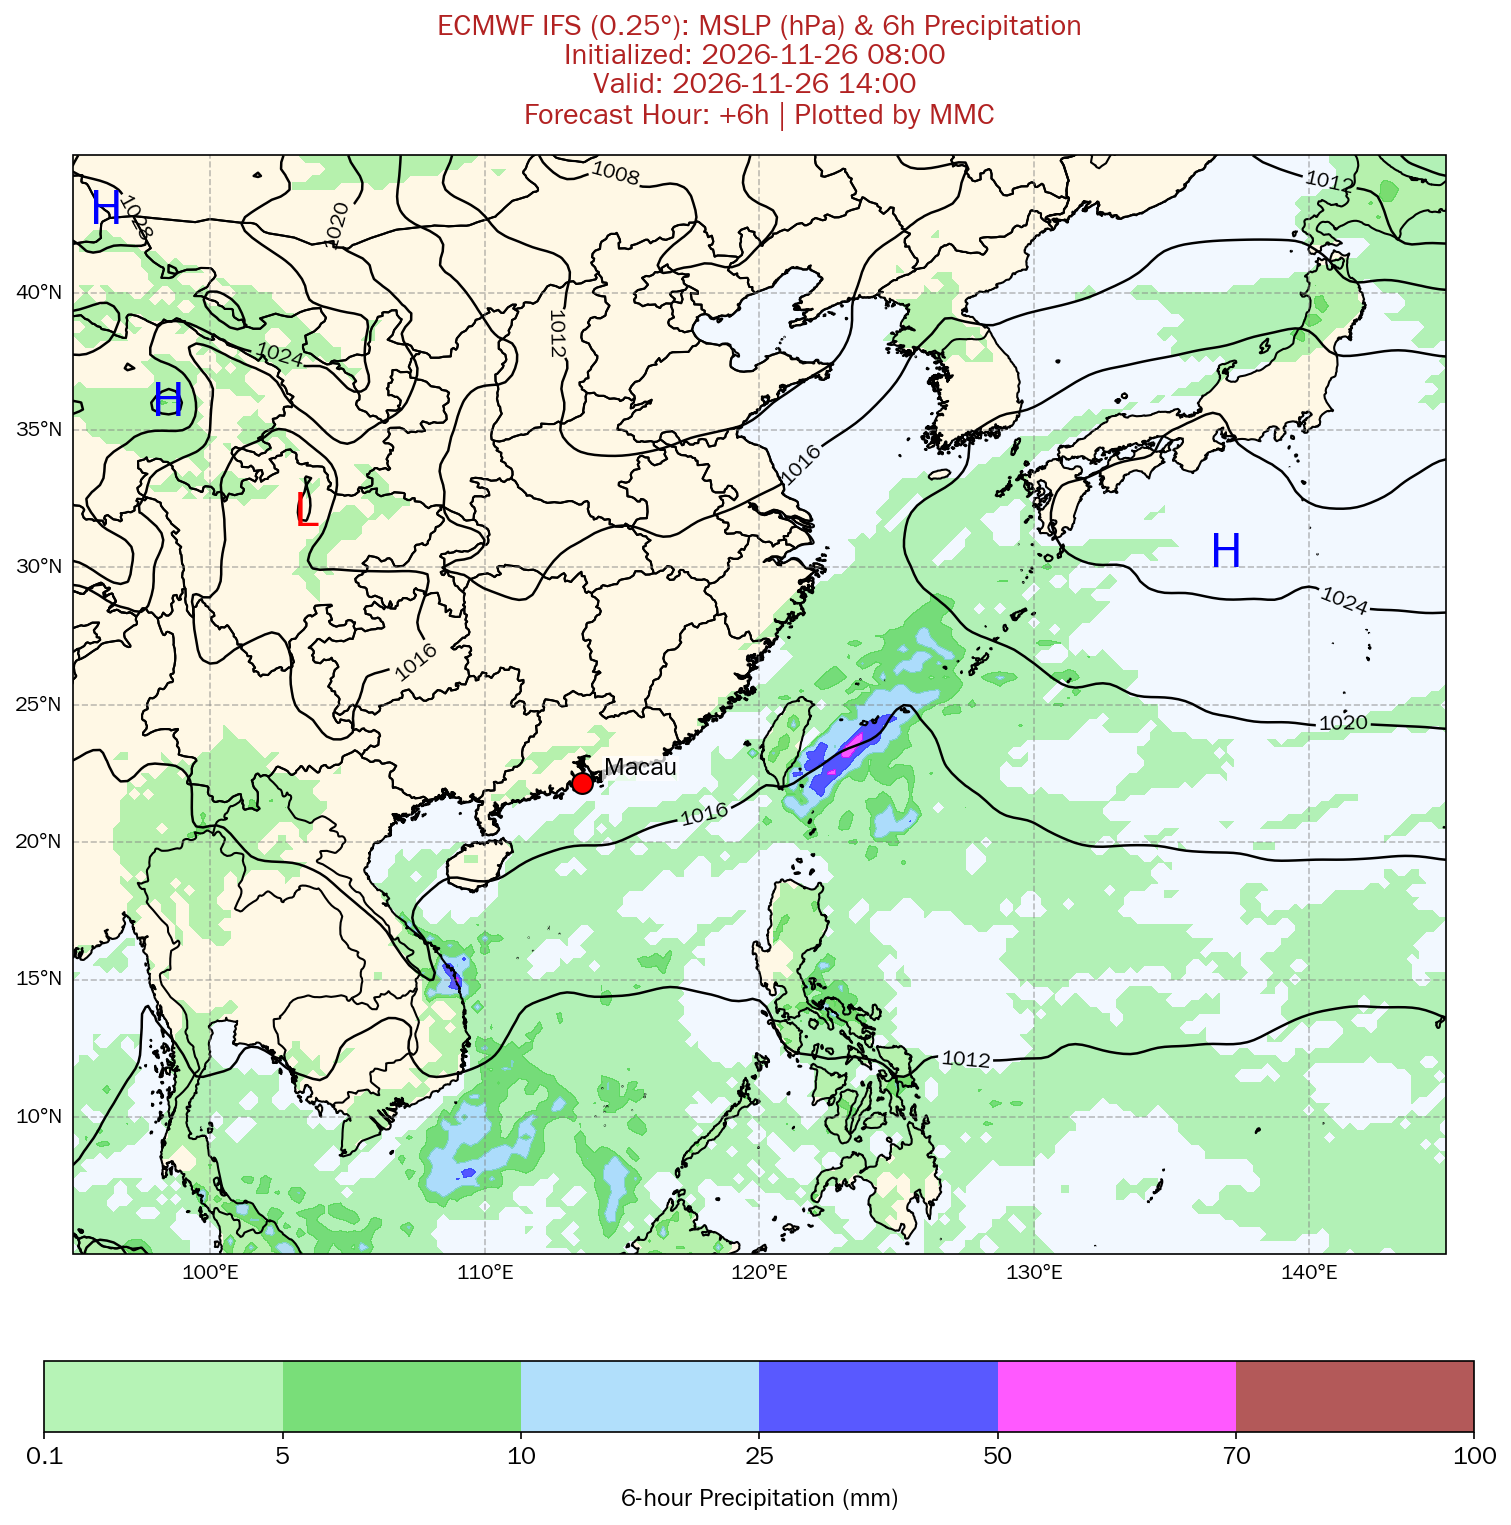 ECMWF IFS (0.25°): MSLP (hPa) & 6h Precipitation
Initialized: 2026-11-26 08:00
Valid: 2026-11-26 14:00
Forecast Hour: +6h | Plotted by MMC
1008
1012
H
1028
1020
40°N
1012
1024
H
35°N
1016
L
H
30°N
1024
1016
25°N
1020
Macau
1016
20°N
15°N
1012
10°N
100°E 110°E 120°E 130°E 140°E
0.1 5 10 25 50 70 100
6-hour Precipitation (mm)